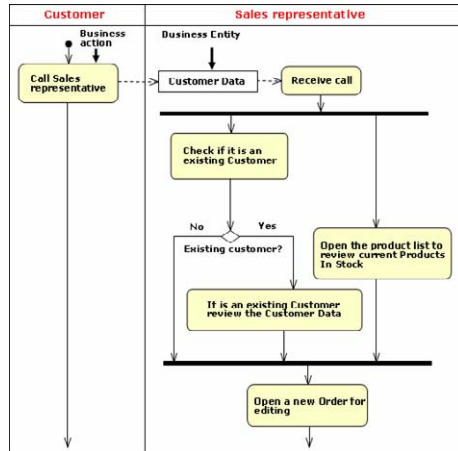 Customer
Sales representative
Business
action
Business Entity
Call Sales
representative
Customer Data
Receive call
Check if it is an
existing Customer
No
Yes
Existing customer?
Open the product list to
review current Products
In Stock
If is an existing Customer
review the Customer Data
Open a new Order for
editing